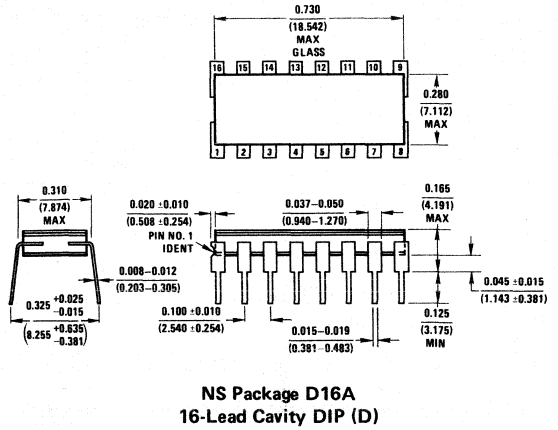 0.730
(18.542)
MAX
GLASS
16 15 14 13 12 11 10 9
0.280
(7.112)
MAX
1 2 3 4 5 6 7 8
0.310
(7.874)
MAX
0.020 ±0.010
(0.508 ±0.254)
PIN NO. 1
IDENT
0.037–0.050
(0.940–1.270)
0.165
(4.191)
MAX
0.008–0.012
(0.203–0.305)
0.045 ±0.015
(1.143 ±0.381)
0.325 +0.025
−0.015
(8.255 +0.635
−0.381)
0.100 ±0.010
(2.540 ±0.254)
0.015–0.019
(0.381–0.483)
0.125
(3.175)
MIN
NS Package D16A
16-Lead Cavity DIP (D)